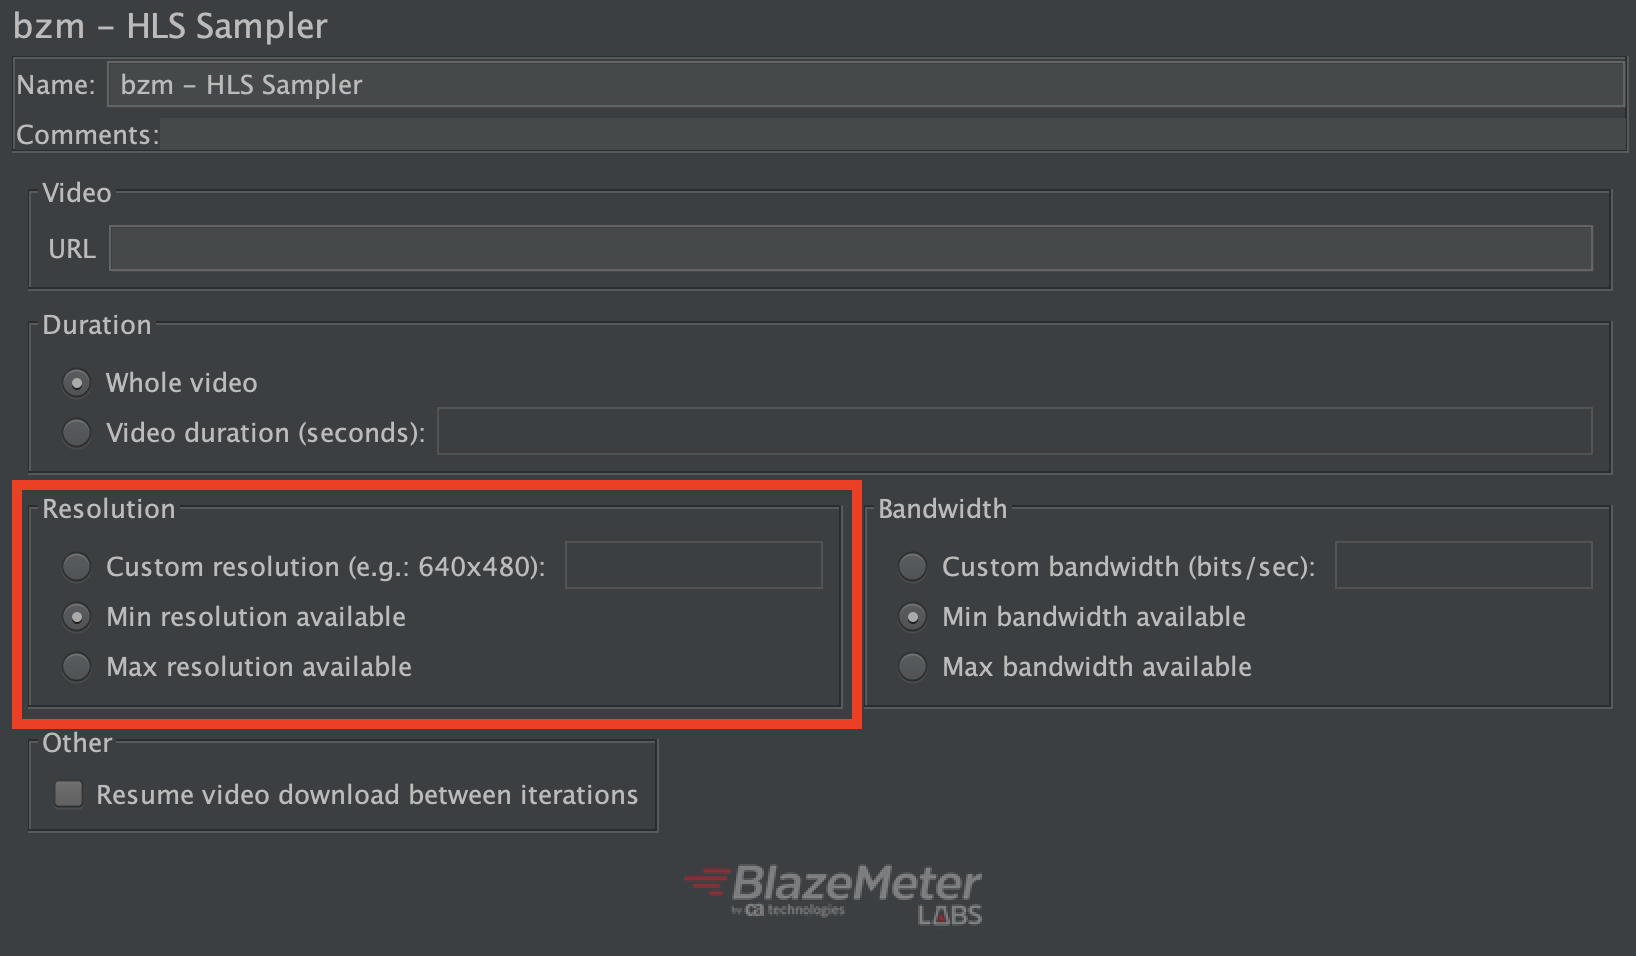 bzm - HLS Sampler
Name: bzm - HLS Sampler
Comments:
Video
URL
Duration
Whole video
Video duration (seconds):
Resolution
Custom resolution (e.g.: 640x480):
Min resolution available
Max resolution available
Bandwidth
Custom bandwidth (bits/sec):
Min bandwidth available
Max bandwidth available
Other
Resume video download between iterations
BlazeMeter
by ca technologies
LABS